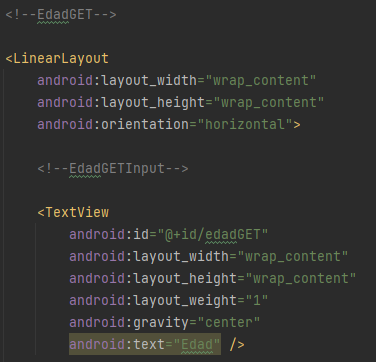 <!--EdadGET-->
<LinearLayout
android:layout_width="wrap_content"
android:layout_height="wrap_content"
android:orientation="horizontal">
<!--EdadGETInput-->
<TextView
android:id="@+id/edadGET"
android:layout_width="wrap_content"
android:layout_height="wrap_content"
android:layout_weight="1"
android:gravity="center"
android:text="Edad" />